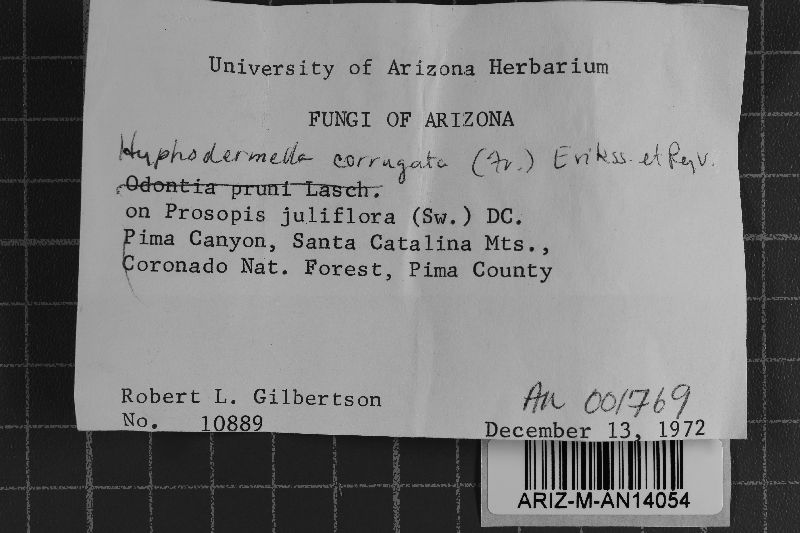 University of Arizona Herbarium
FUNGI OF ARIZONA
Hyphodermella corrugata (Fr.) Erikss. et Ryv.
Odontia pruni Lasch.
on Prosopis juliflora (Sw.) DC.
Pima Canyon, Santa Catalina Mts.,
Coronado Nat. Forest, Pima County
Robert L. Gilbertson
No. 10889
AN 001769
December 13, 1972
ARIZ-M-AN14054